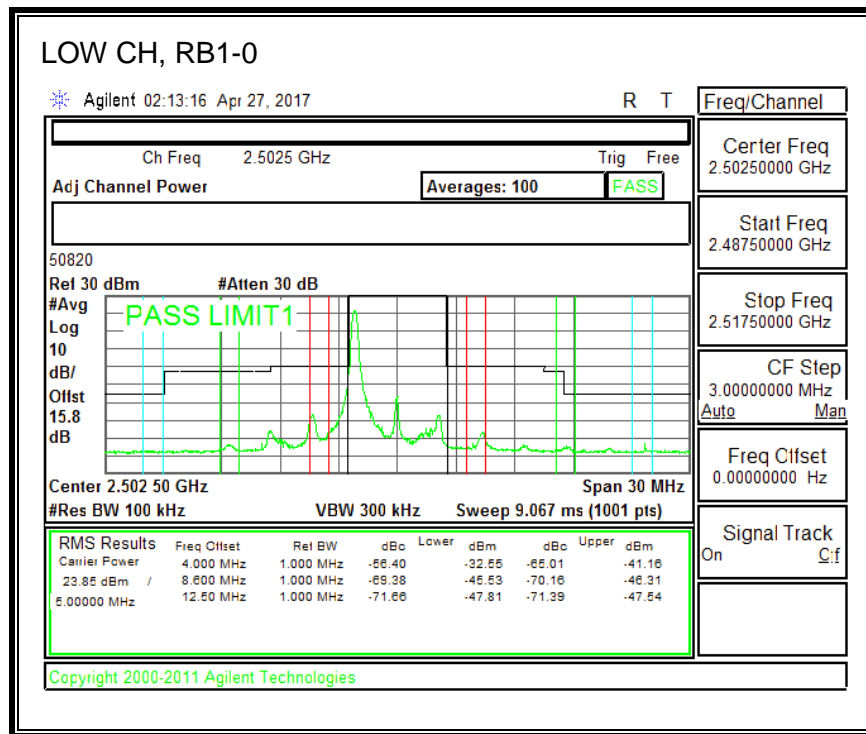 LOW CH, RB1-0
Agilent 02:13:16 Apr 27, 2017 R T
Freq/Channel
Ch Freq 2.5025 GHz Trig Free
Adj Channel Power Averages: 100 PASS
Center Freq
2.50250000 GHz
Start Freq
2.48750000 GHz
Stop Freq
2.51750000 GHz
CF Step
3.00000000 MHz
Auto Man
Freq Offset
0.00000000 Hz
Signal Track
On Off
50820
Ref 30 dBm #Atten 30 dB
#Avg
Log
10
dB/
Offst
15.8
dB
PASS LIMIT1
Center 2.502 50 GHz Span 30 MHz
#Res BW 100 kHz VBW 300 kHz Sweep 9.067 ms (1001 pts)
RMS Results Freq Offset Ref BW dBc Lower dBm dBc Upper dBm
Carrier Power 4.000 MHz 1.000 MHz -56.40 -32.55 -65.01 -41.16
23.85 dBm / 8.600 MHz 1.000 MHz -69.38 -45.53 -70.16 -46.31
5.00000 MHz 12.50 MHz 1.000 MHz -71.66 -47.81 -71.39 -47.54
Copyright 2000-2011 Agilent Technologies